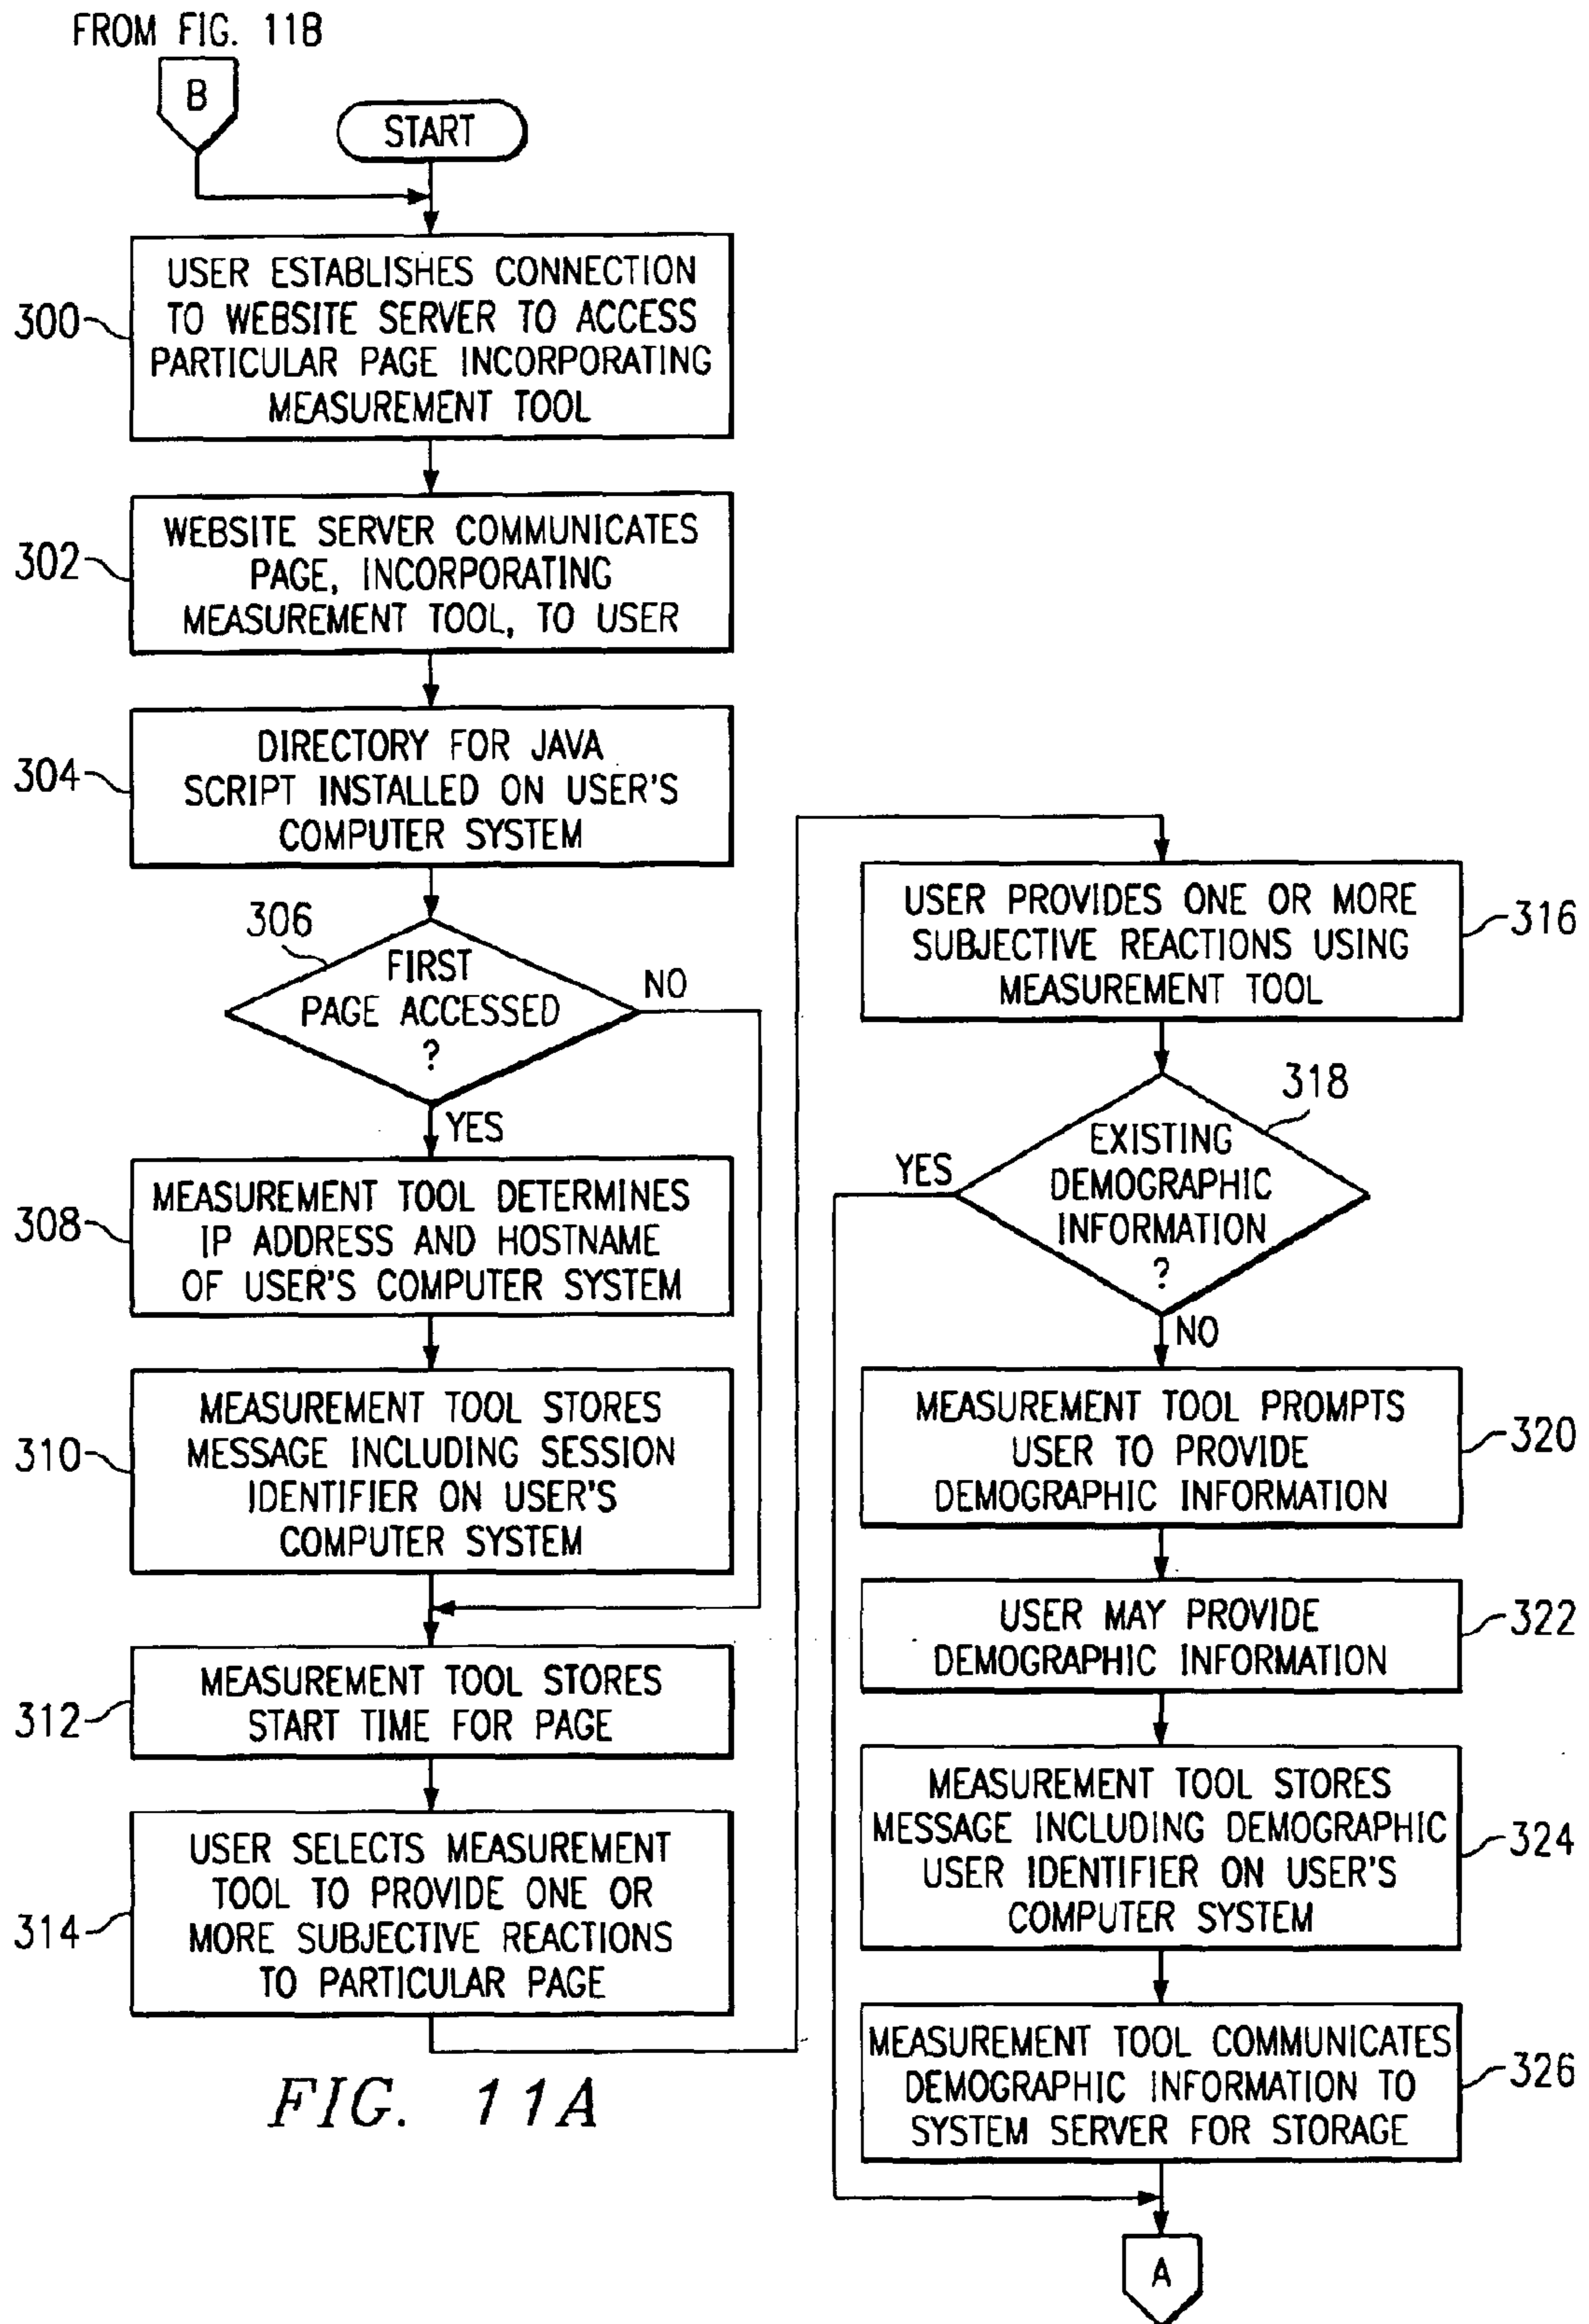 FROM FIG. 11B
B
START
300
USER ESTABLISHES CONNECTION
TO WEBSITE SERVER TO ACCESS
PARTICULAR PAGE INCORPORATING
MEASUREMENT TOOL
302
WEBSITE SERVER COMMUNICATES
PAGE, INCORPORATING
MEASUREMENT TOOL, TO USER
304
DIRECTORY FOR JAVA
SCRIPT INSTALLED ON USER'S
COMPUTER SYSTEM
306
FIRST
PAGE ACCESSED
?
NO
YES
308
MEASUREMENT TOOL DETERMINES
IP ADDRESS AND HOSTNAME
OF USER'S COMPUTER SYSTEM
310
MEASUREMENT TOOL STORES
MESSAGE INCLUDING SESSION
IDENTIFIER ON USER'S
COMPUTER SYSTEM
312
MEASUREMENT TOOL STORES
START TIME FOR PAGE
314
USER SELECTS MEASUREMENT
TOOL TO PROVIDE ONE OR
MORE SUBJECTIVE REACTIONS
TO PARTICULAR PAGE
USER PROVIDES ONE OR MORE
SUBJECTIVE REACTIONS USING
MEASUREMENT TOOL
316
318
EXISTING
DEMOGRAPHIC
INFORMATION
?
YES
NO
MEASUREMENT TOOL PROMPTS
USER TO PROVIDE
DEMOGRAPHIC INFORMATION
320
USER MAY PROVIDE
DEMOGRAPHIC INFORMATION
322
MEASUREMENT TOOL STORES
MESSAGE INCLUDING DEMOGRAPHIC
USER IDENTIFIER ON USER'S
COMPUTER SYSTEM
324
MEASUREMENT TOOL COMMUNICATES
DEMOGRAPHIC INFORMATION TO
SYSTEM SERVER FOR STORAGE
326
A
FIG. 11A